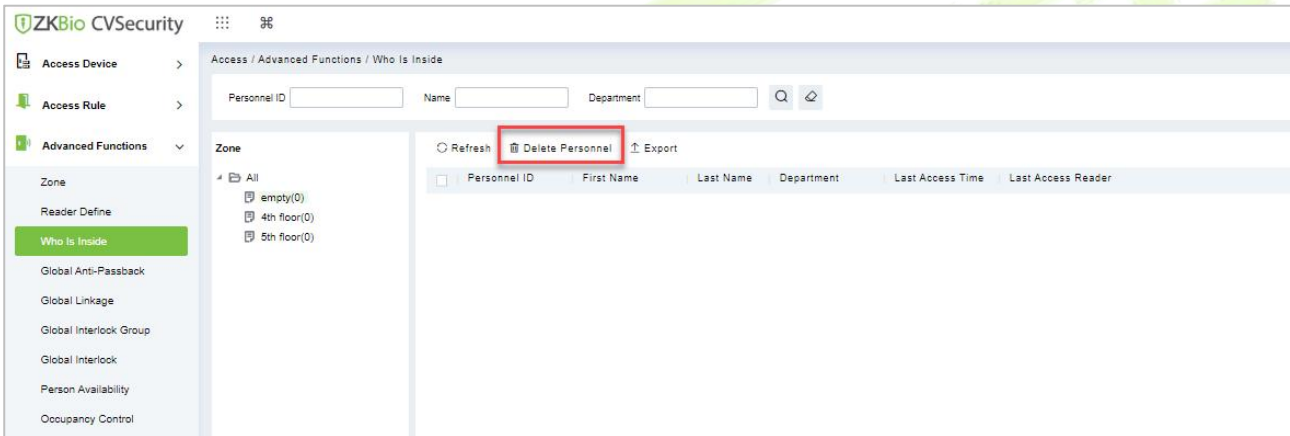 ZKBio CVSecurity
Access Device
Access Rule
Advanced Functions
Zone
Reader Define
Who Is Inside
Global Anti-Passback
Global Linkage
Global Interlock Group
Global Interlock
Person Availability
Occupancy Control
Access / Advanced Functions / Who Is Inside
Personnel ID Name Department
Zone
All
empty(0)
4th floor(0)
5th floor(0)
Refresh Delete Personnel Export
Personnel ID First Name Last Name Department Last Access Time Last Access Reader